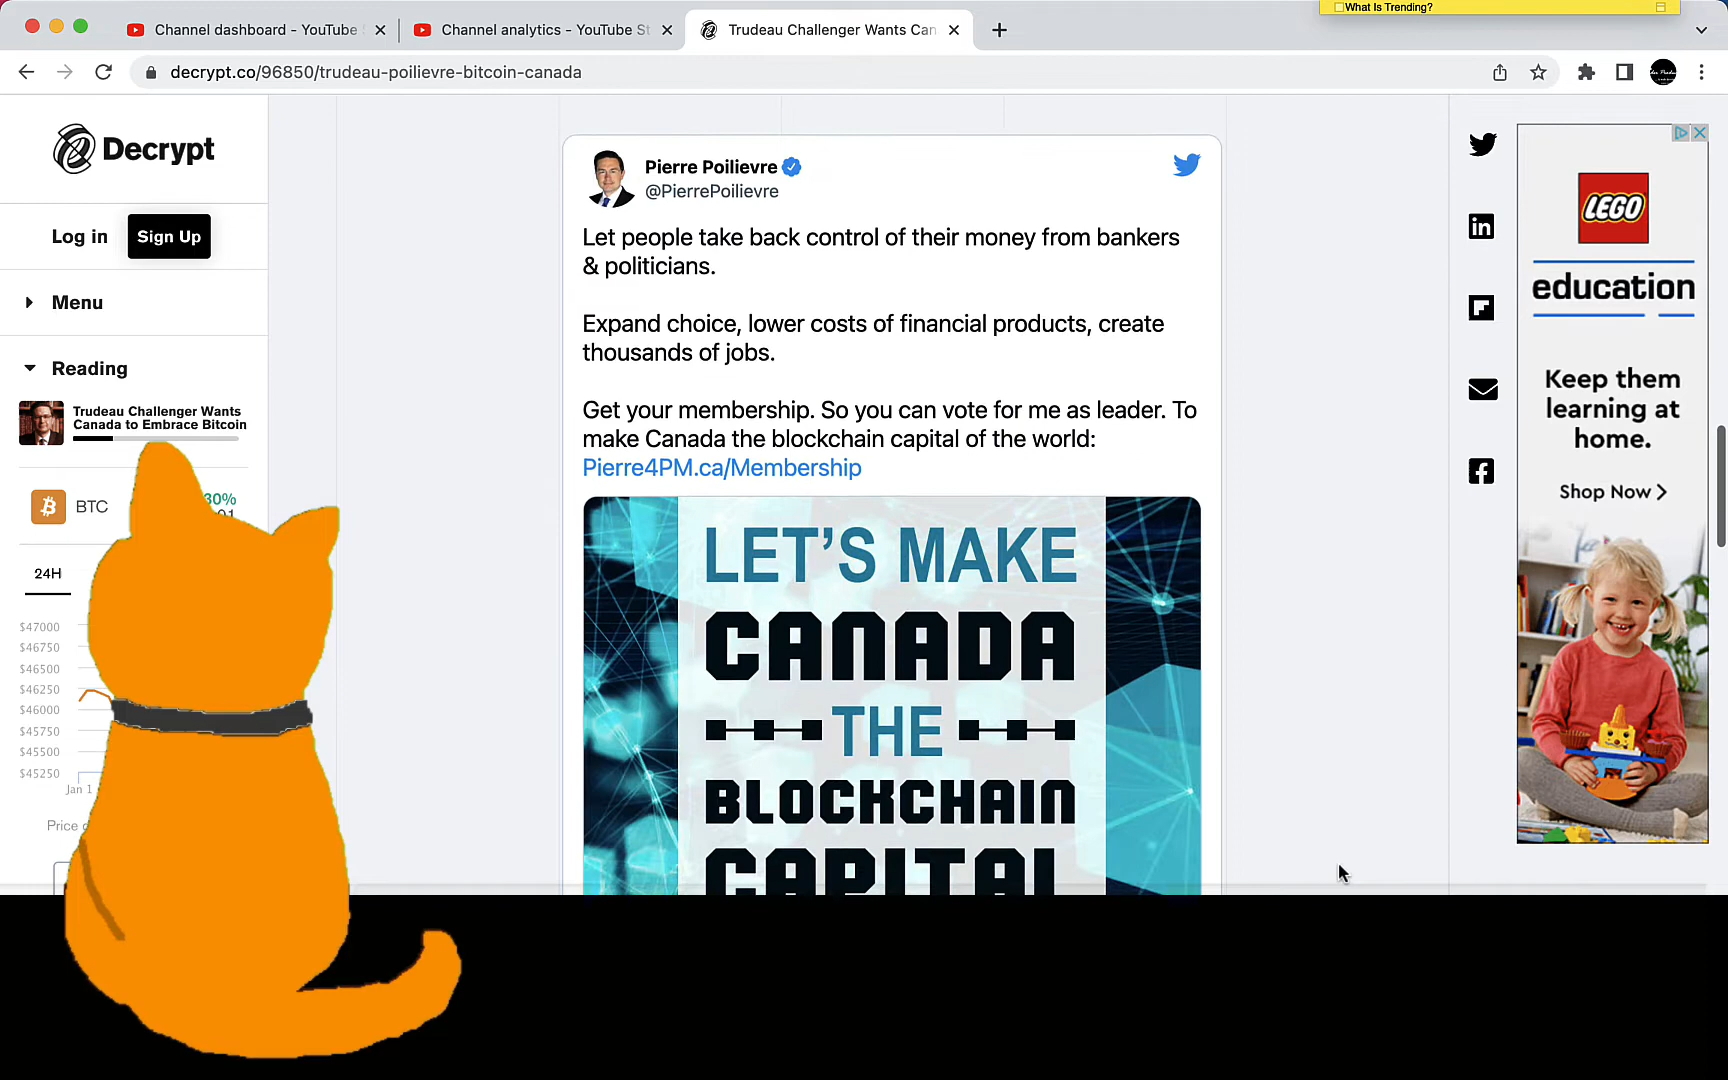 What Is Trending?
Channel dashboard - YouTube
Channel analytics - YouTube St
Trudeau Challenger Wants Can
decrypt.co/96850/trudeau-poilievre-bitcoin-canada
Decrypt
Log in
Sign Up
Menu
Reading
Trudeau Challenger Wants
Canada to Embrace Bitcoin
BTC
30%
01
24H
$47000
$46750
$46500
$46250
$46000
$45750
$45500
$45250
Jan 1
Price
Pierre Poilievre
@PierrePoilievre
Let people take back control of their money from bankers
& politicians.
Expand choice, lower costs of financial products, create
thousands of jobs.
Get your membership. So you can vote for me as leader. To
make Canada the blockchain capital of the world:
Pierre4PM.ca/Membership
LET'S MAKE
CANADA
THE
BLOCKCHAIN
CAPITAL
LEGO
education
Keep them
learning at
home.
Shop Now